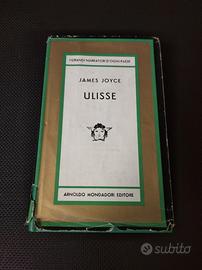 I GRANDI NARRATORI D'OGNI PAESE
JAMES JOYCE
ULISSE
ARNOLDO MONDADORI EDITORE
subito